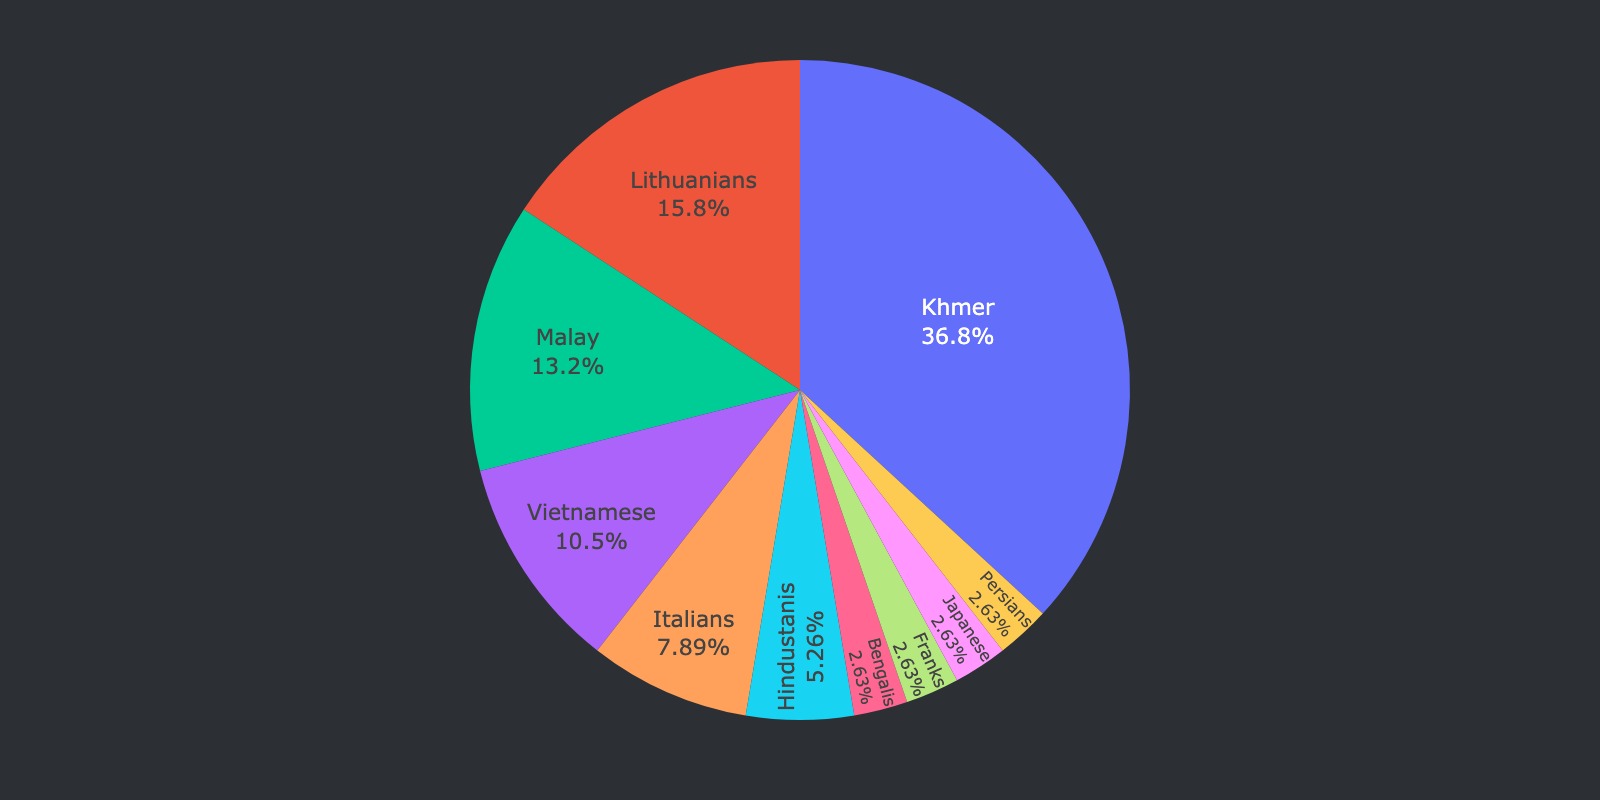 Khmer
36.8%
Lithuanians
15.8%
Malay
13.2%
Vietnamese
10.5%
Italians
7.89%
Hindustanis
5.26%
Bengalis
2.63%
Franks
2.63%
Japanese
2.63%
Persians
2.63%